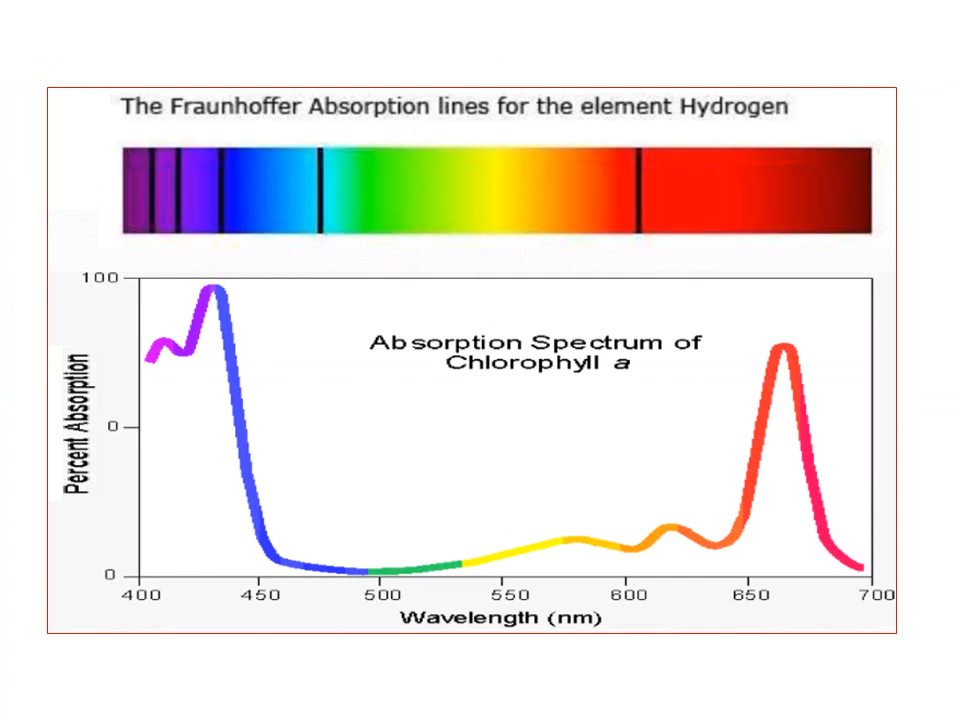 The Fraunhoffer Absorption lines for the element Hydrogen
100
Absorption Spectrum of
Chlorophyll a
Percent Absorption
0
0
400 450 500 550 600 650 700
Wavelength (nm)